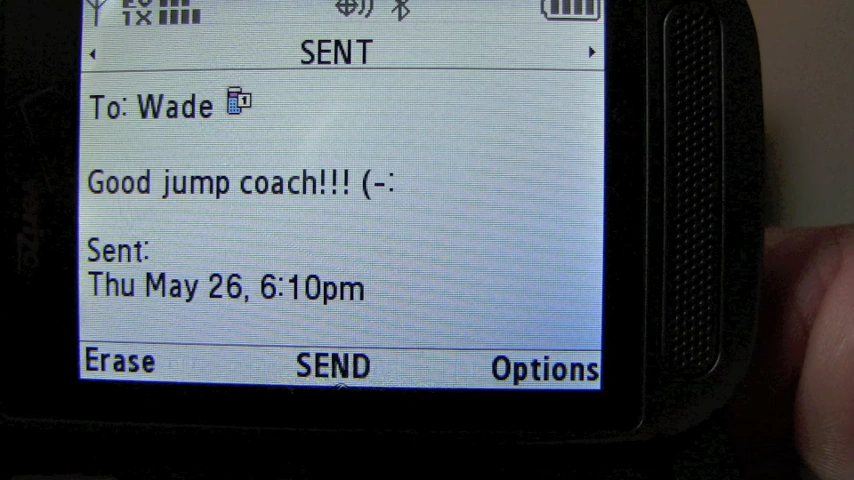 1X
SENT
To: Wade
Good jump coach!!! (-:
Sent:
Thu May 26, 6:10pm
Erase SEND Options